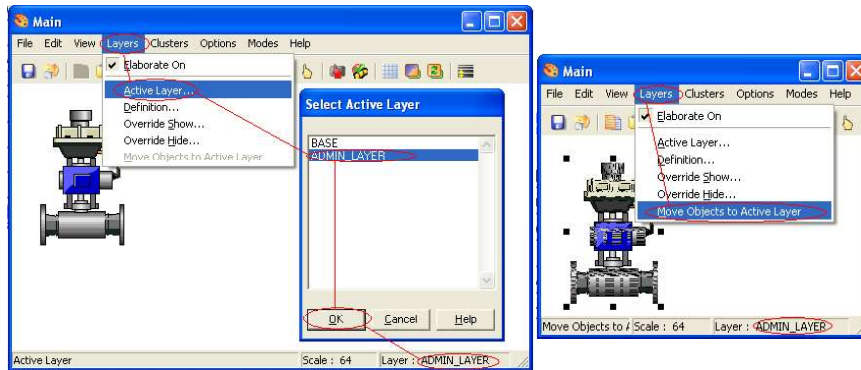 Main
File Edit View Layers Clusters Options Modes Help
Elaborate On
Active Layer...
Definition...
Override Show...
Override Hide...
Move Objects to Active Layer
Select Active Layer
BASE
ADMIN_LAYER
OK Cancel Help
Active Layer Scale : 64 Layer : ADMIN_LAYER
Main
File Edit View Layers Clusters Options Modes Help
Elaborate On
Active Layer...
Definition...
Override Show...
Override Hide...
Move Objects to Active Layer
Move Objects to Scale : 64 Layer : ADMIN_LAYER